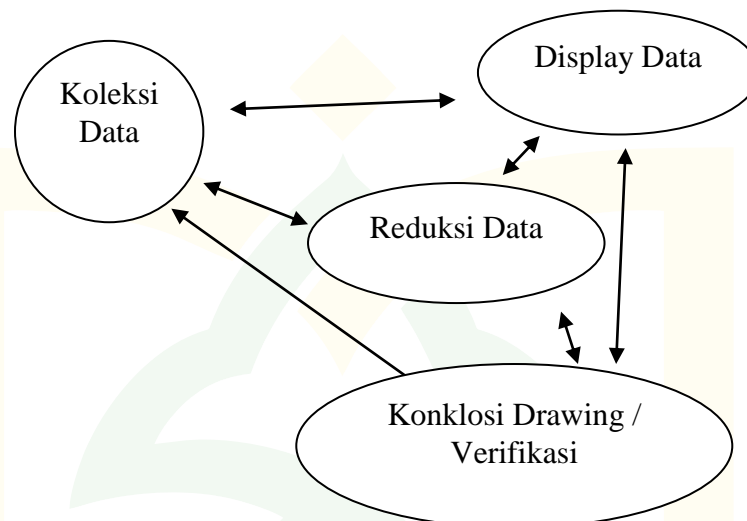 Koleksi
Data
Display Data
Reduksi Data
Konklosi Drawing /
Verifikasi